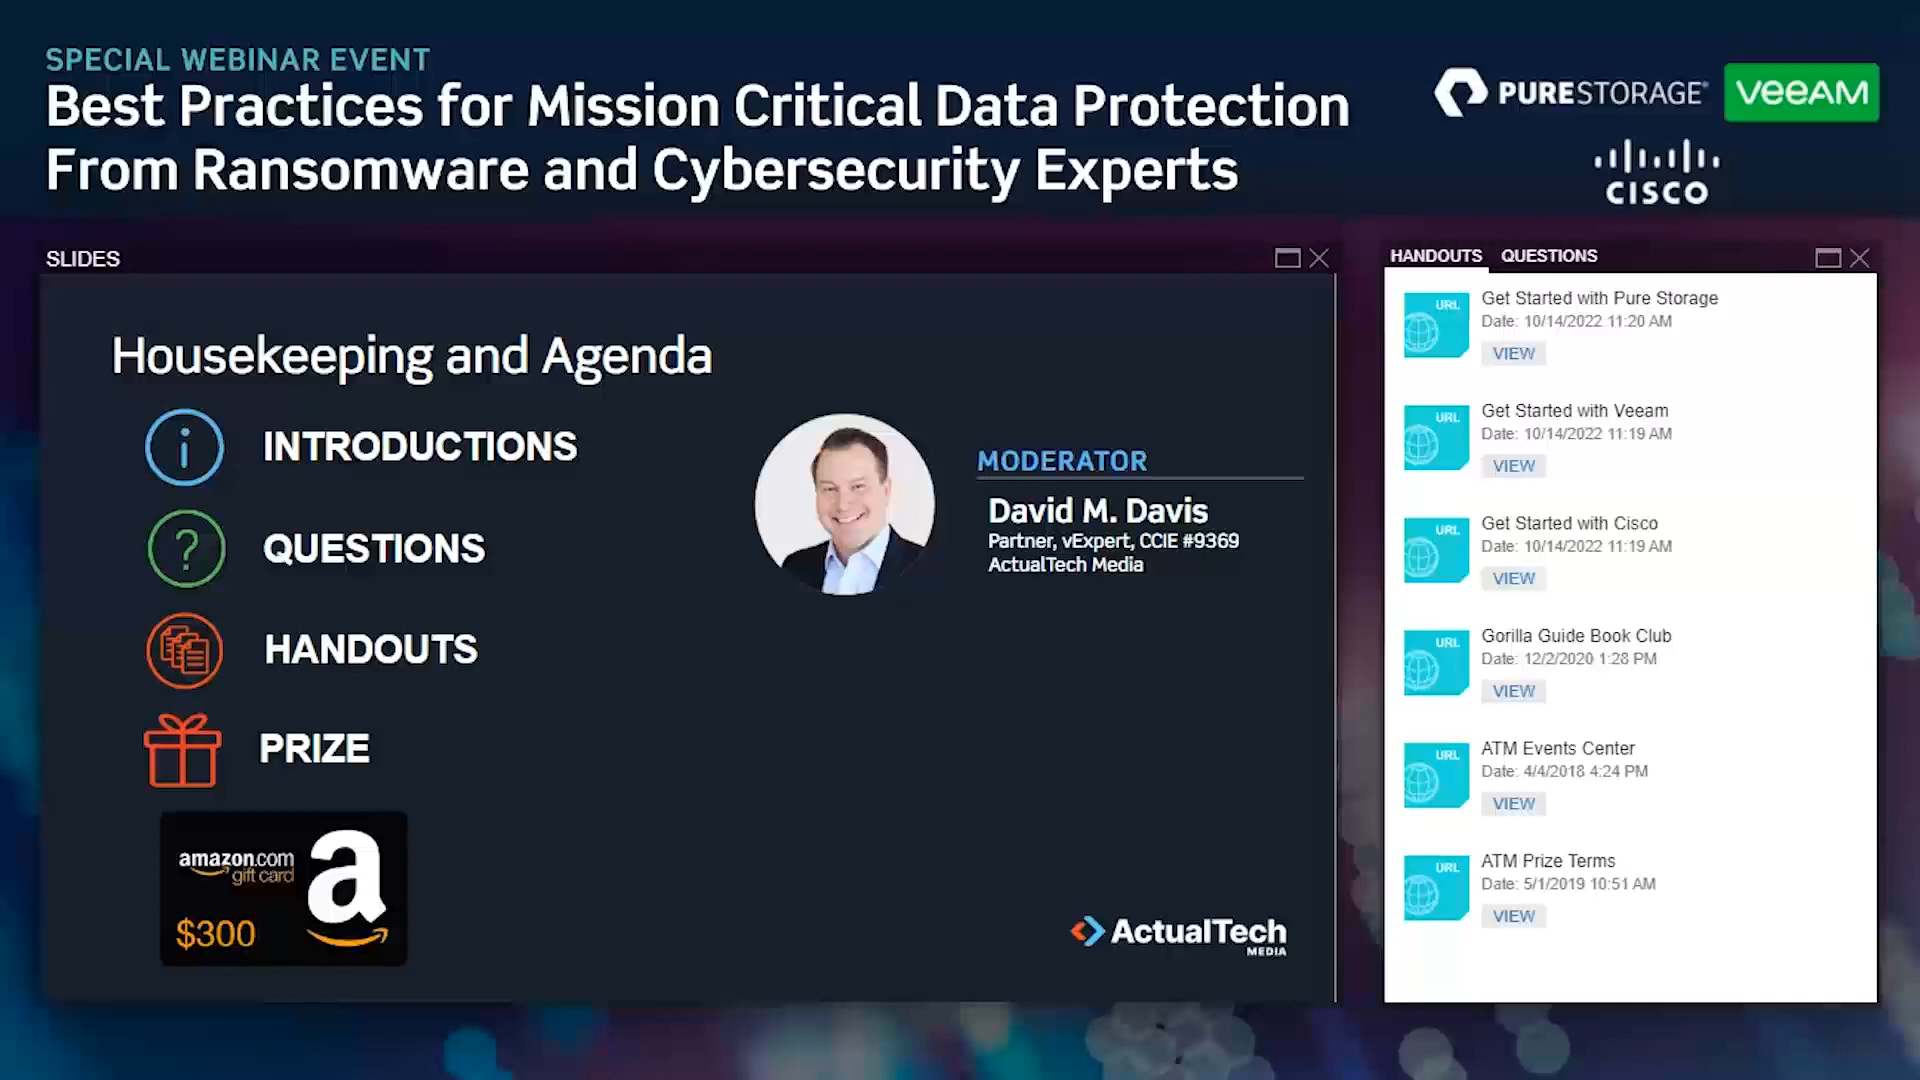 SPECIAL WEBINAR EVENT
Best Practices for Mission Critical Data Protection
From Ransomware and Cybersecurity Experts
PURESTORAGE
veeAM
CISCO
SLIDES
Housekeeping and Agenda
INTRODUCTIONS
QUESTIONS
HANDOUTS
PRIZE
amazon.com
gift card
a
$300
MODERATOR
David M. Davis
Partner, vExpert, CCIE #9369
ActualTech Media
ActualTech
MEDIA
HANDOUTS QUESTIONS
URL
Get Started with Pure Storage
Date: 10/14/2022 11:20 AM
VIEW
URL
Get Started with Veeam
Date: 10/14/2022 11:19 AM
VIEW
URL
Get Started with Cisco
Date: 10/14/2022 11:19 AM
VIEW
URL
Gorilla Guide Book Club
Date: 12/2/2020 1:28 PM
VIEW
URL
ATM Events Center
Date: 4/4/2018 4:24 PM
VIEW
URL
ATM Prize Terms
Date: 5/1/2019 10:51 AM
VIEW